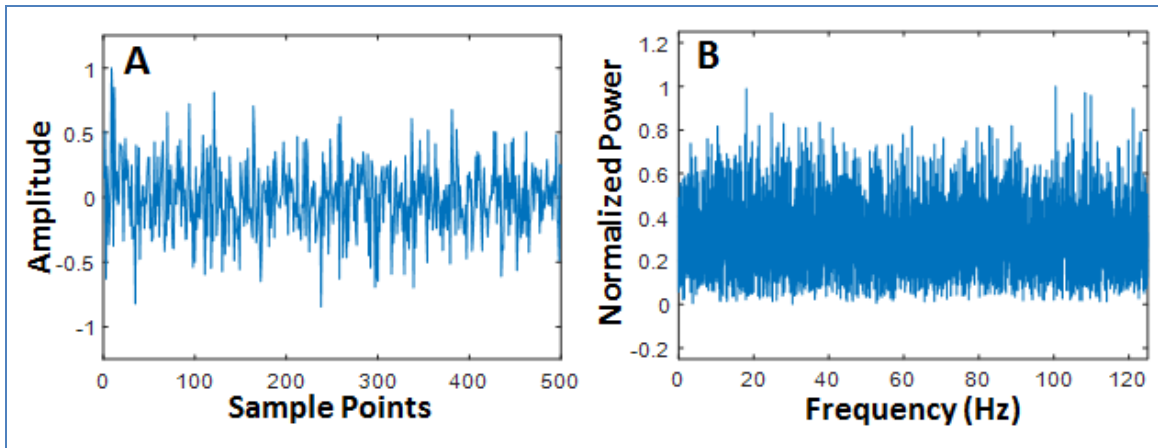 A
Amplitude
1
0.5
0
-0.5
-1
0 100 200 300 400 500
Sample Points
B
Normalized Power
1.2
1
0.8
0.6
0.4
0.2
0
-0.2
0 20 40 60 80 100 120
Frequency (Hz)